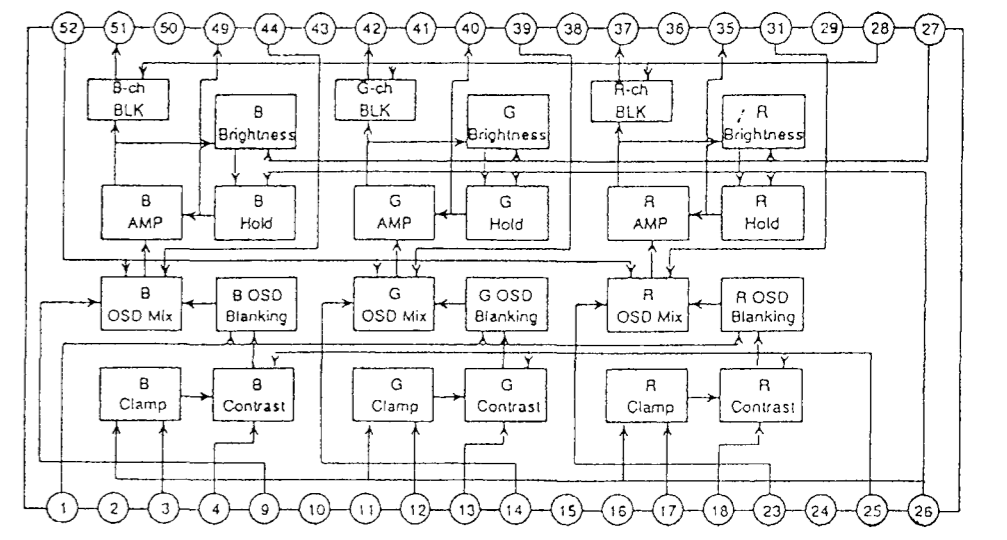 52 51 50 49 44 43 42 41 40 39 38 37 36 35 31 29 28 27
B-ch
BLK
G-ch
BLK
R-ch
BLK
B
Brightness
G
Brightness
R
Brightness
B
AMP
B
Hold
G
AMP
G
Hold
R
AMP
R
Hold
B
OSD Mix
B OSD
Blanking
G
OSD Mix
G OSD
Blanking
R
OSD Mix
R OSD
Blanking
B
Clamp
B
Contrast
G
Clamp
G
Contrast
R
Clamp
R
Contrast
1 2 3 4 9 10 11 12 13 14 15 16 17 18 23 24 25 26